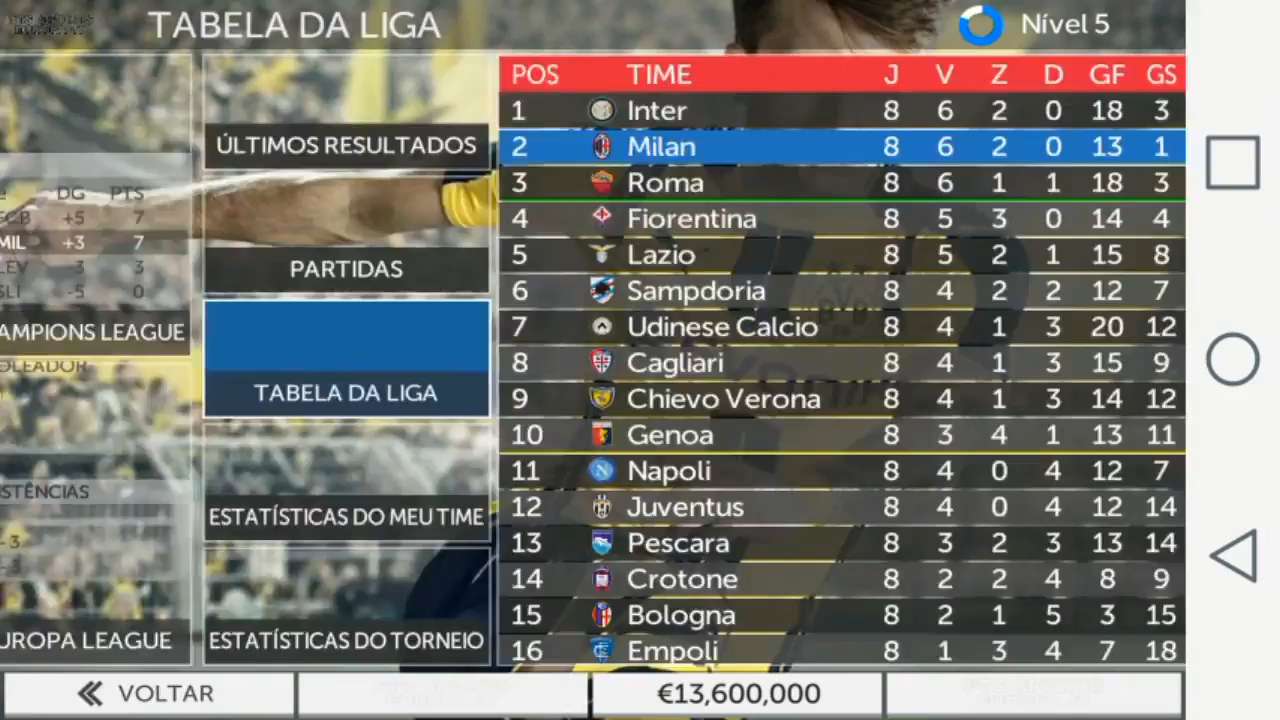 TABELA DA LIGA
Nível 5
POS TIME J V Z D GF GS
1 Inter 8 6 2 0 18 3
2 Milan 8 6 2 0 13 1
3 Roma 8 6 1 1 18 3
4 Fiorentina 8 5 3 0 14 4
5 Lazio 8 5 2 1 15 8
6 Sampdoria 8 4 2 2 12 7
7 Udinese Calcio 8 4 1 3 20 12
8 Cagliari 8 4 1 3 15 9
9 Chievo Verona 8 4 1 3 14 12
10 Genoa 8 3 4 1 13 11
11 Napoli 8 4 0 4 12 7
12 Juventus 8 4 0 4 12 14
13 Pescara 8 3 2 3 13 14
14 Crotone 8 2 2 4 8 9
15 Bologna 8 2 1 5 3 15
16 Empoli 8 1 3 4 7 18
ÚLTIMOS RESULTADOS
PARTIDAS
TABELA DA LIGA
ESTATÍSTICAS DO MEU TIME
ESTATÍSTICAS DO TORNEIO
DG PTS
+5 7
MIL +3 7
LEV 3 3
SLI -5 0
AMPIONS LEAGUE
OLEADOR
STÊNCIAS
- 3
UROPA LEAGUE
VOLTAR
€13,600,000